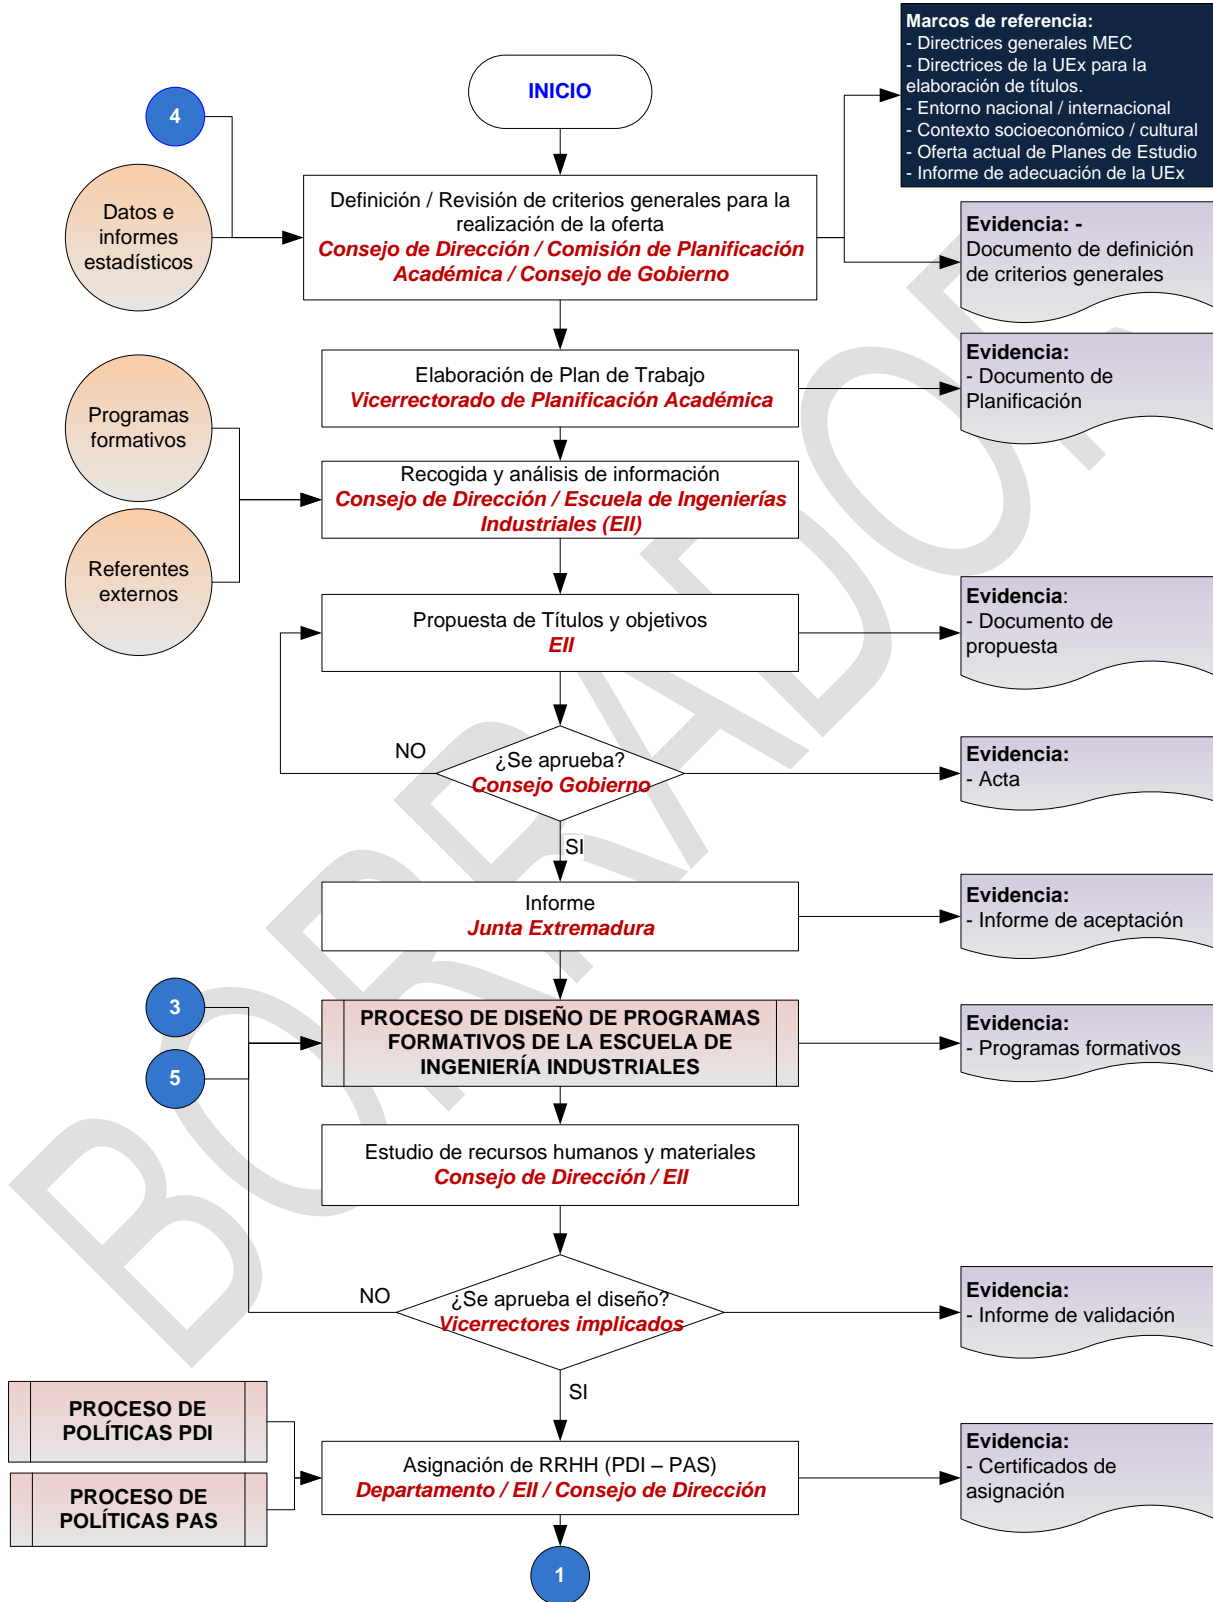 Marcos de referencia:
- Directrices generales MEC
- Directrices de la UEx para la
elaboración de títulos.
- Entorno nacional / internacional
- Contexto socioeconómico / cultural
- Oferta actual de Planes de Estudio
- Informe de adecuación de la UEx
INICIO
4
Datos e
informes
estadísticos
Definición / Revisión de criterios generales para la
realización de la oferta
Consejo de Dirección / Comisión de Planificación
Académica / Consejo de Gobierno
Evidencia: -
Documento de definición
de criterios generales
Elaboración de Plan de Trabajo
Vicerrectorado de Planificación Académica
Evidencia:
- Documento de
Planificación
Programas
formativos
Recogida y análisis de información
Consejo de Dirección / Escuela de Ingenierías
Industriales (EII)
Referentes
externos
Propuesta de Títulos y objetivos
EII
Evidencia:
- Documento de
propuesta
NO
¿Se aprueba?
Consejo Gobierno
Evidencia:
- Acta
SI
Informe
Junta Extremadura
Evidencia:
- Informe de aceptación
3
5
PROCESO DE DISEÑO DE PROGRAMAS
FORMATIVOS DE LA ESCUELA DE
INGENIERÍA INDUSTRIALES
Evidencia:
- Programas formativos
Estudio de recursos humanos y materiales
Consejo de Dirección / EII
NO
¿Se aprueba el diseño?
Vicerrectores implicados
Evidencia:
- Informe de validación
SI
PROCESO DE
POLÍTICAS PDI
PROCESO DE
POLÍTICAS PAS
Asignación de RRHH (PDI – PAS)
Departamento / EII / Consejo de Dirección
Evidencia:
- Certificados de
asignación
1
BORRADOR